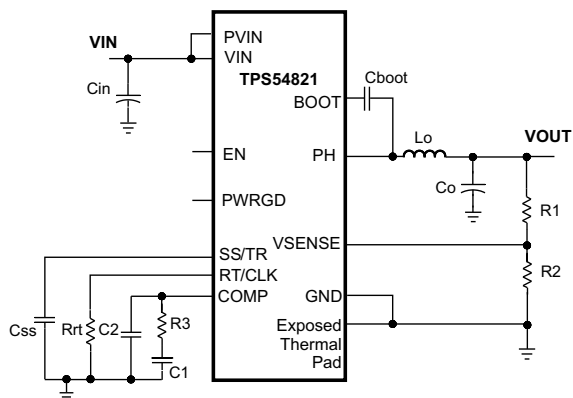 VIN
PVIN
VIN
TPS54821
Cin
Cboot
BOOT
Lo
VOUT
EN
PH
Co
R1
PWRGD
VSENSE
SS/TR
RT/CLK
R2
COMP
GND
Css
Rrt
C2
R3
C1
Exposed
Thermal
Pad